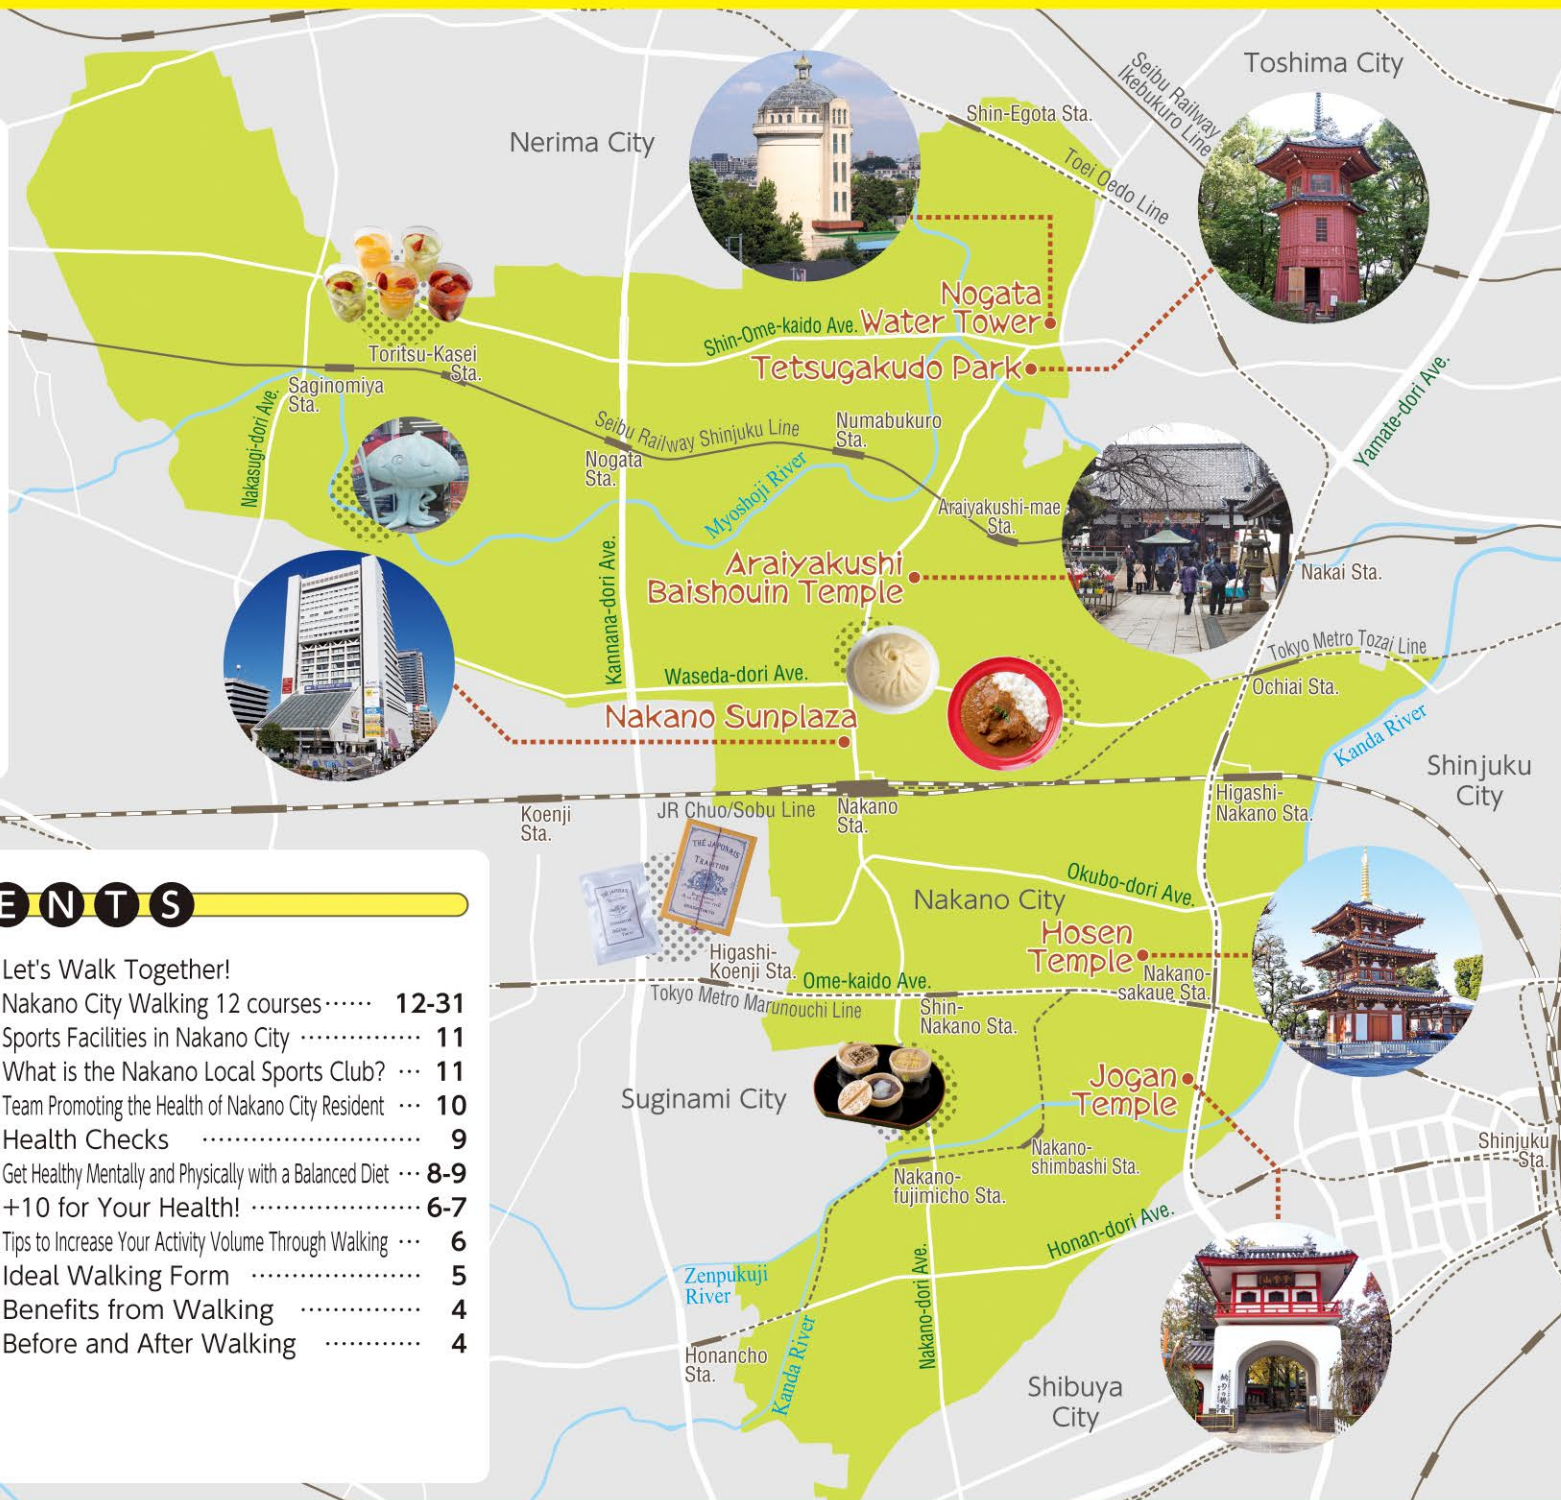 Toshima City
Seibu Railway
Ikebukuro Line
Nerima City
Shin-Egota Sta.
Toei Oedo Line
Nogata
Water Tower
Shin-Ome-kaido Ave.
Tetsugakudo Park
Toritsu-Kasei
Sta.
Saginomiya
Sta.
Nakasugi-dori Ave.
Seibu Railway Shinjuku Line
Numabukuro
Sta.
Nogata
Sta.
Yamate-dori Ave.
Myoshoji River
Araiyakushi-mae
Sta.
Araiyakushi
Baishouin Temple
Nakai Sta.
Kannana-dori Ave.
Tokyo Metro Tozai Line
Ochiai Sta.
Waseda-dori Ave.
Nakano Sunplaza
Kanda River
Shinjuku
City
Koenji
Sta.
JR Chuo/Sobu Line
Nakano
Sta.
Higashi-
Nakano Sta.
THÉ JAPONAIS
TRADITION
Okubo-dori Ave.
Nakano City
Hosen
Temple
Higashi-
Koenji Sta.
Ome-kaido Ave.
Nakano-
sakaue Sta.
Tokyo Metro Marunouchi Line
Shin-
Nakano Sta.
Suginami City
Jogan
Temple
Nakano-
shimbashi Sta.
Nakano-
fujimicho Sta.
Shinjuku
Sta.
Honan-dori Ave.
Zenpukuji
River
Nakano-dori Ave.
Honancho
Sta.
Kanda River
Shibuya
City
ENTS
Let's Walk Together!
Nakano City Walking 12 courses ······ 12-31
Sports Facilities in Nakano City ··············· 11
What is the Nakano Local Sports Club? ··· 11
Team Promoting the Health of Nakano City Resident ··· 10
Health Checks ··························· 9
Get Healthy Mentally and Physically with a Balanced Diet ··· 8-9
+10 for Your Health! ····················· 6-7
Tips to Increase Your Activity Volume Through Walking ··· 6
Ideal Walking Form ····················· 5
Benefits from Walking ··············· 4
Before and After Walking ············ 4